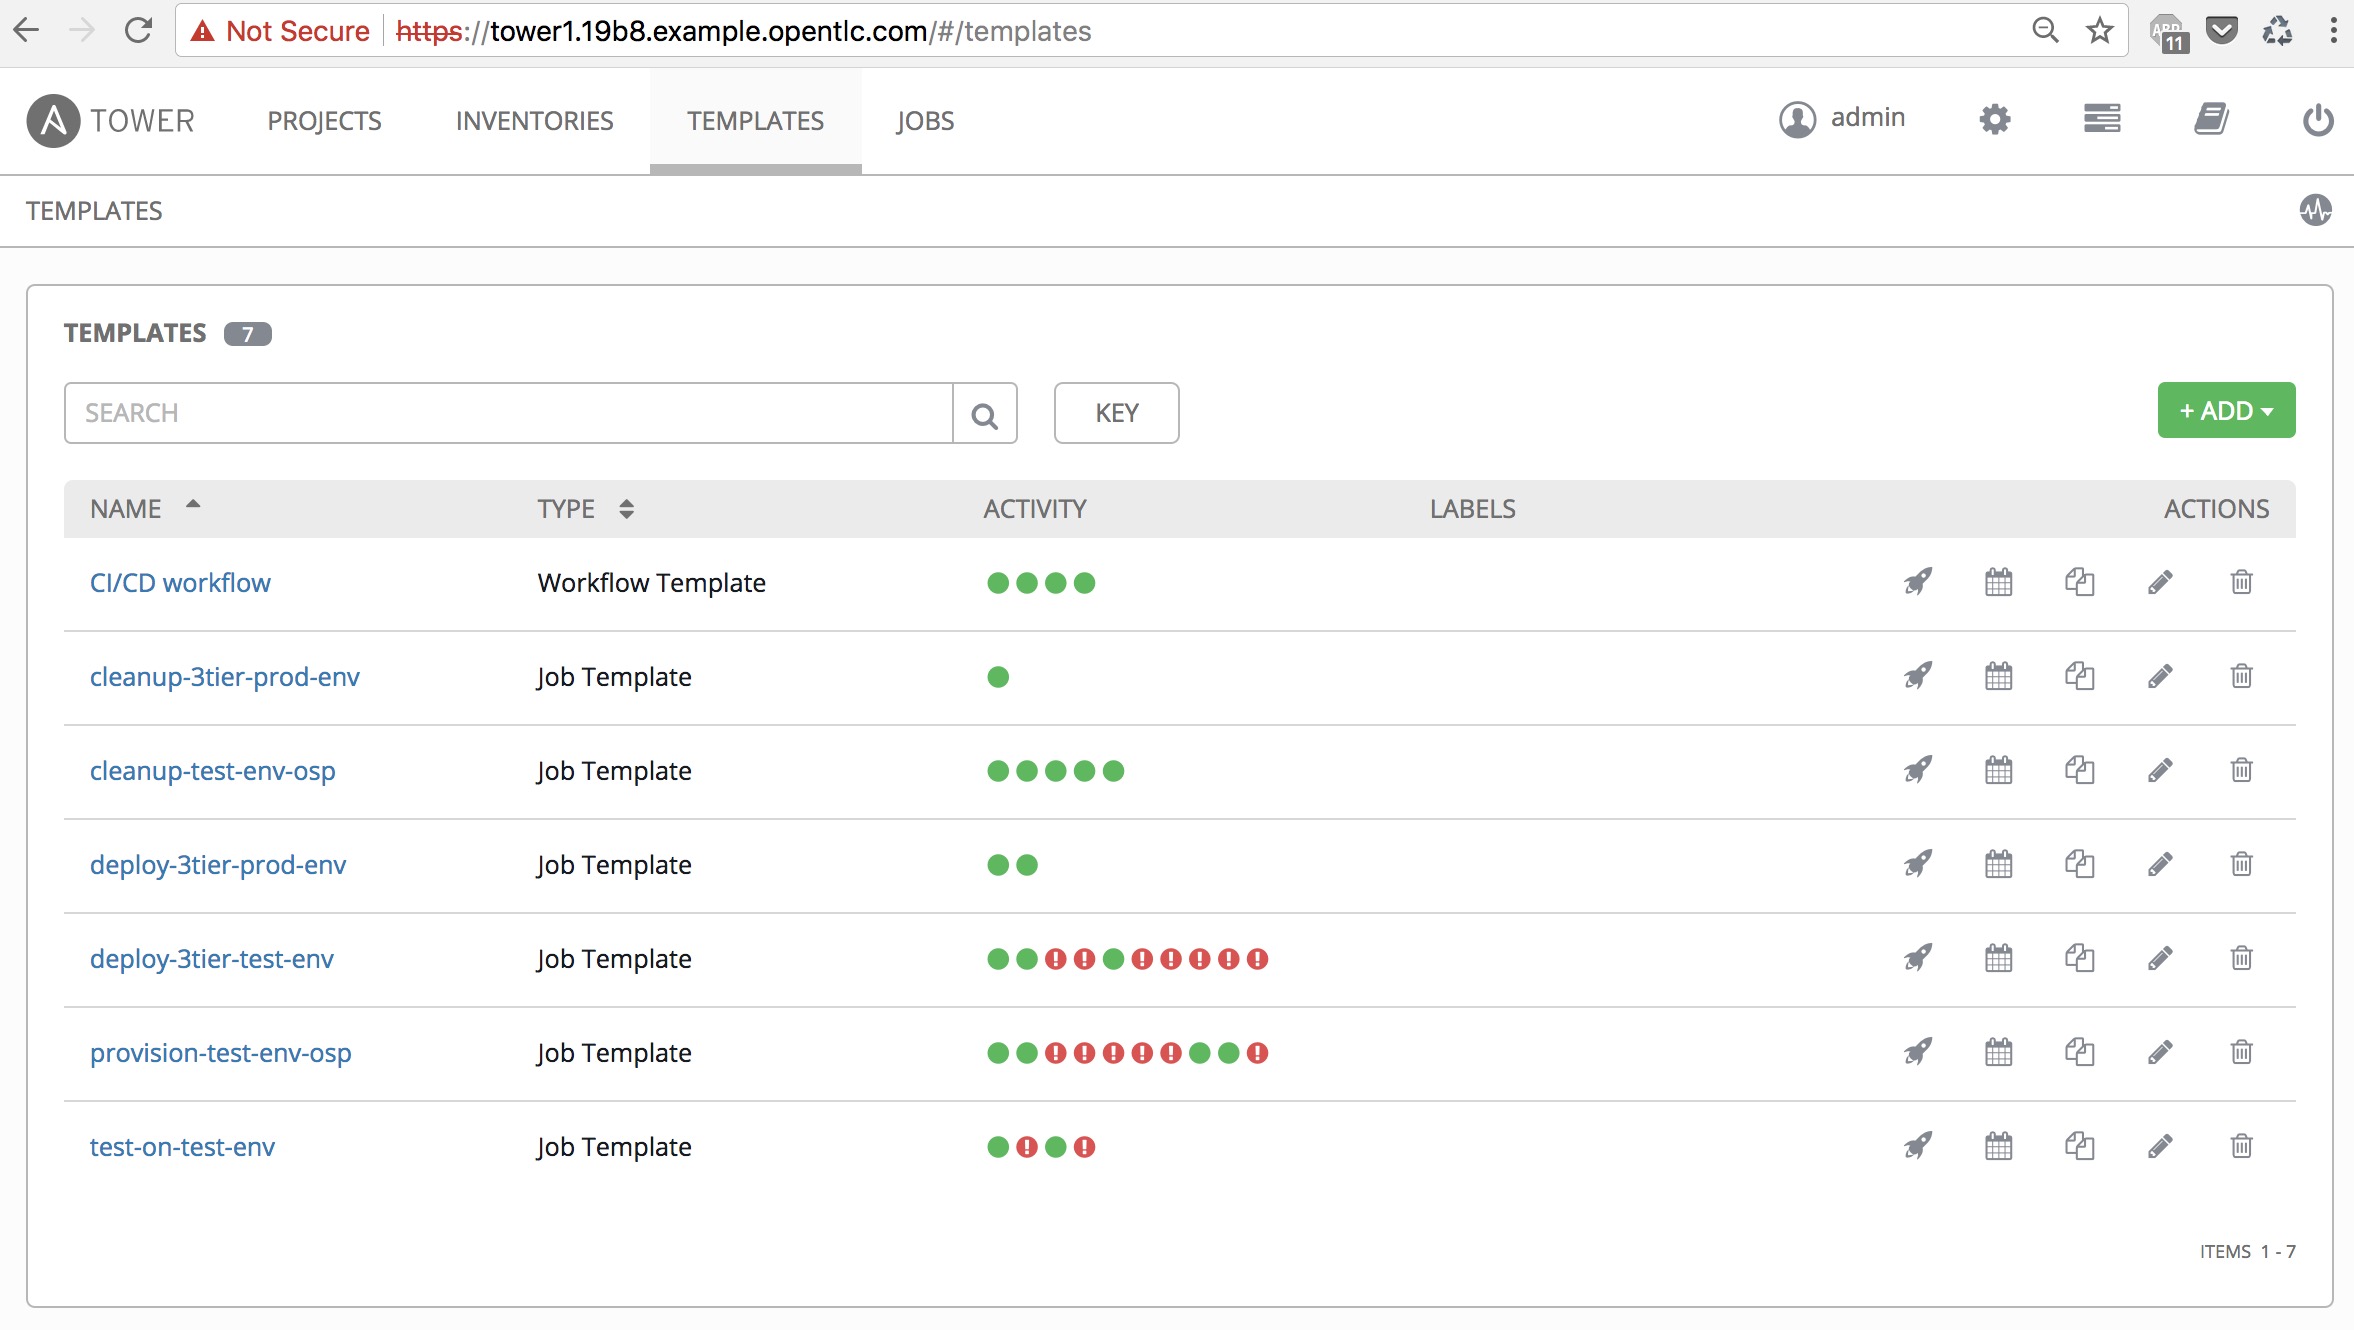 Not Secure https://tower1.19b8.example.opentlc.com/#/templates ABP 11
A TOWER PROJECTS INVENTORIES TEMPLATES JOBS admin
TEMPLATES
TEMPLATES 7
SEARCH KEY + ADD
NAME TYPE ACTIVITY LABELS ACTIONS
CI/CD workflow Workflow Template
cleanup-3tier-prod-env Job Template
cleanup-test-env-osp Job Template
deploy-3tier-prod-env Job Template
deploy-3tier-test-env Job Template
provision-test-env-osp Job Template
test-on-test-env Job Template
ITEMS 1 - 7